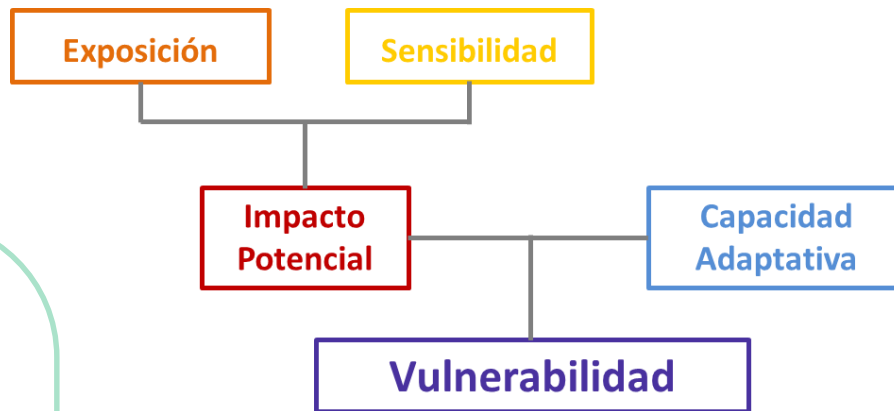 Exposición
Sensibilidad
Impacto
Potencial
Capacidad
Adaptativa
Vulnerabilidad